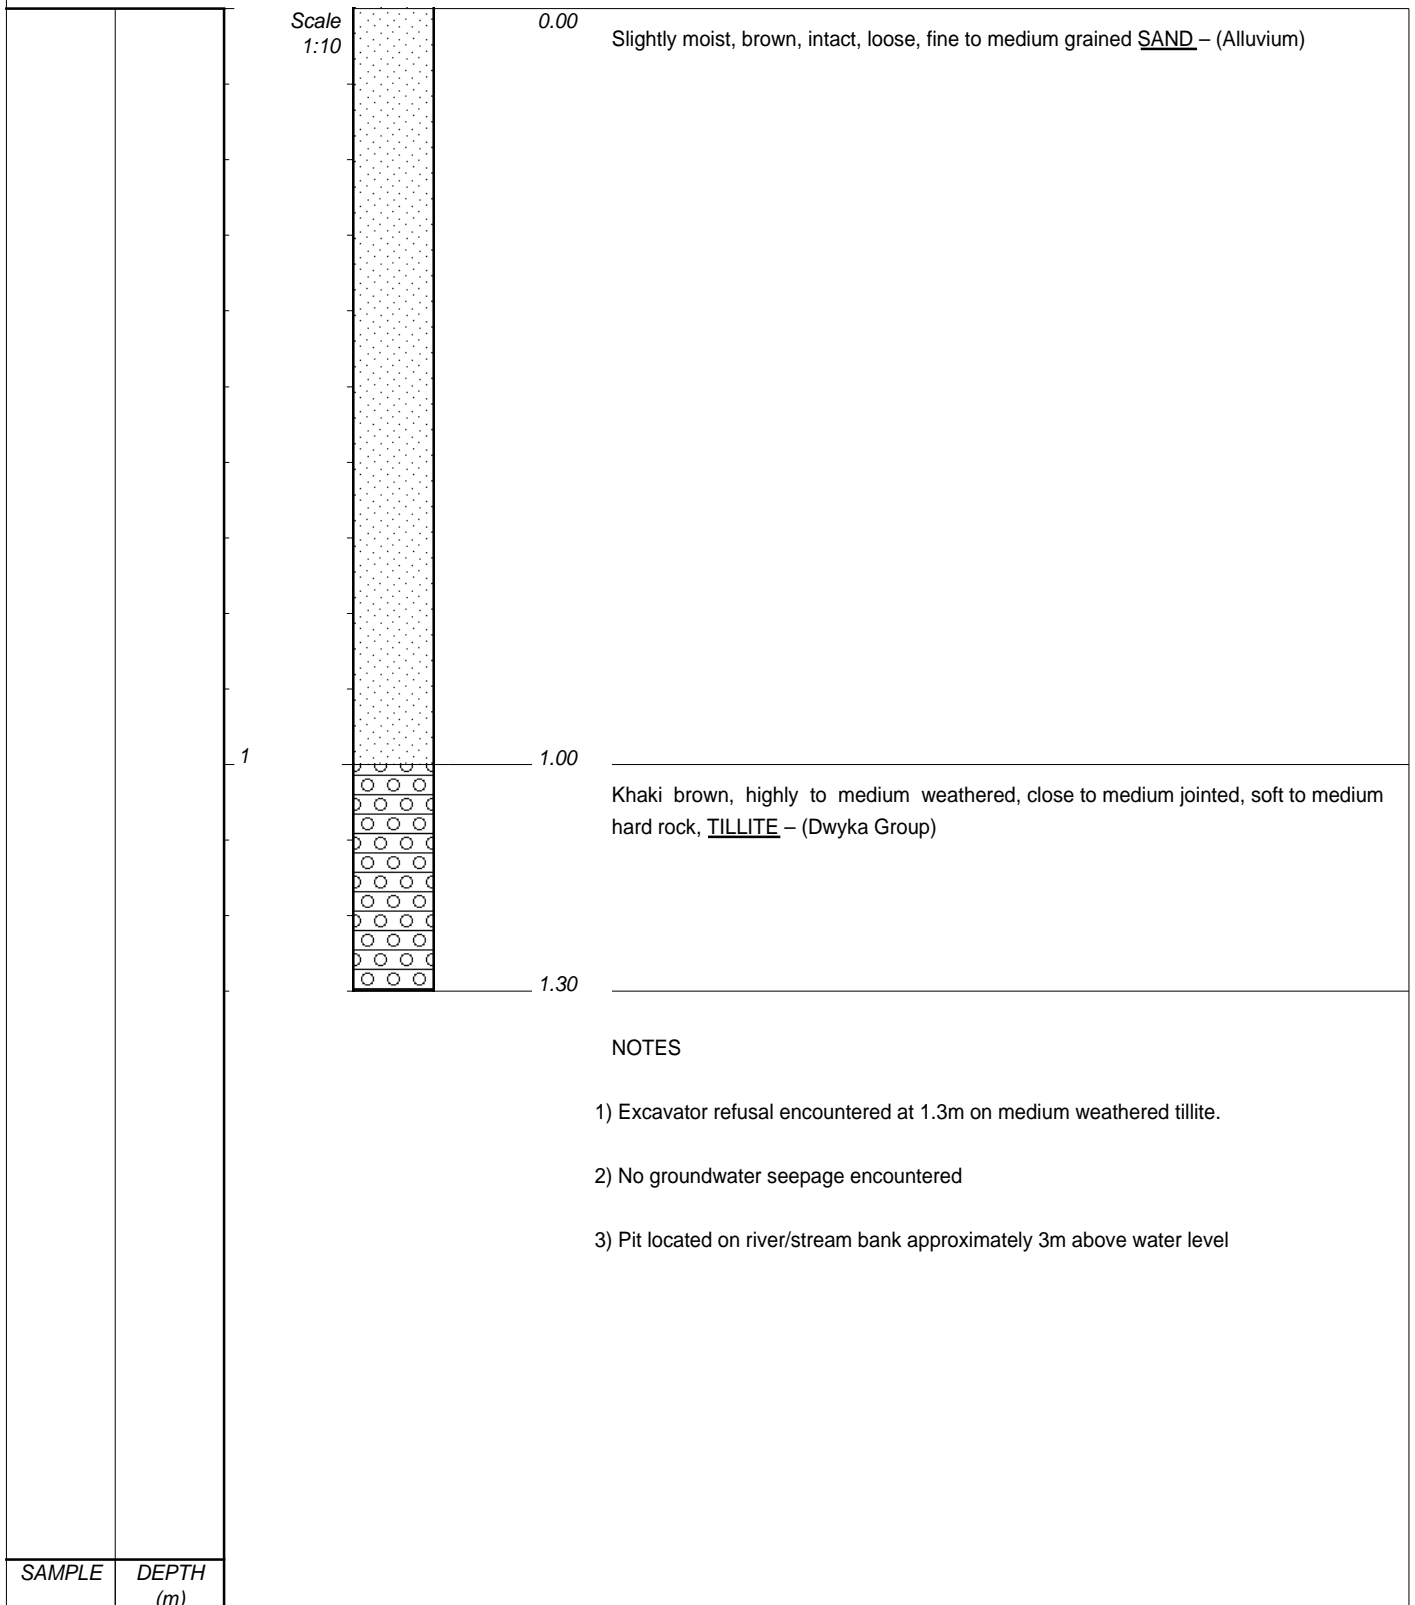 Scale
1:10
0.00
Slightly moist, brown, intact, loose, fine to medium grained SAND – (Alluvium)
1
1.00
Khaki brown, highly to medium weathered, close to medium jointed, soft to medium
hard rock, TILLITE – (Dwyka Group)
1.30
NOTES
1) Excavator refusal encountered at 1.3m on medium weathered tillite.
2) No groundwater seepage encountered
3) Pit located on river/stream bank approximately 3m above water level
SAMPLE
DEPTH
(m)